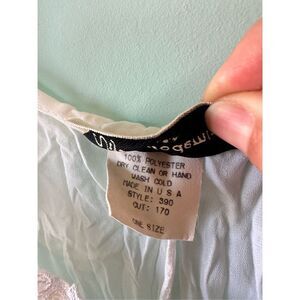 100% POLYESTER
DRY CLEAN OR HAND
WASH COLD
MADE IN U S A
STYLE: 390
CUT: 170
ONE SIZE